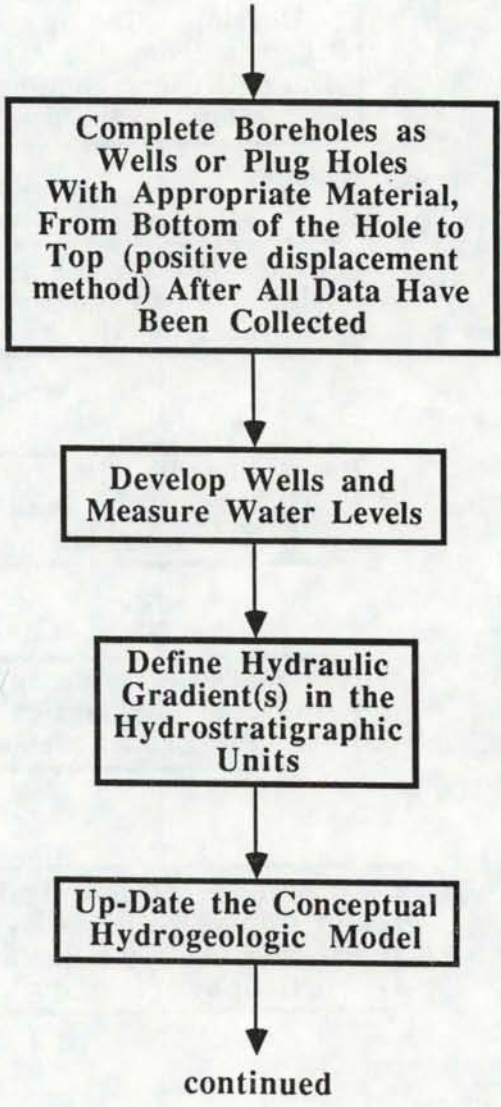 Complete Boreholes as
Wells or Plug Holes
With Appropriate Material,
From Bottom of the Hole to
Top (positive displacement
method) After All Data Have
Been Collected
Develop Wells and
Measure Water Levels
Define Hydraulic
Gradient(s) in the
Hydrostratigraphic
Units
Up-Date the Conceptual
Hydrogeologic Model
continued